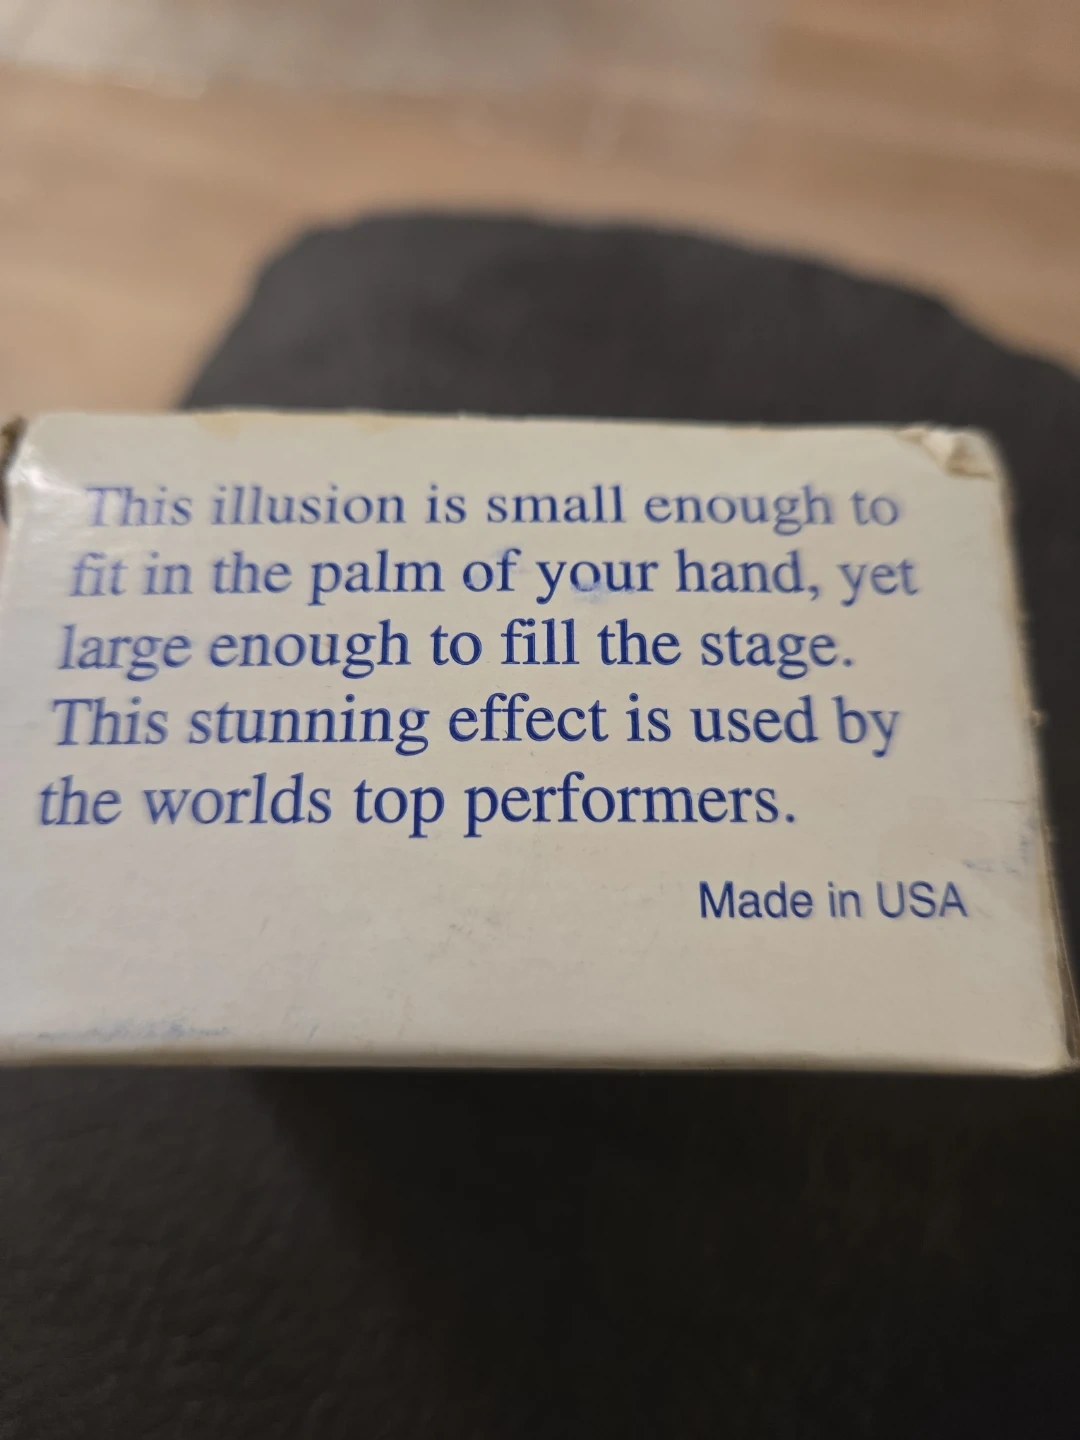 This illusion is small enough to
fit in the palm of your hand, yet
large enough to fill the stage.
This stunning effect is used by
the worlds top performers.
Made in USA